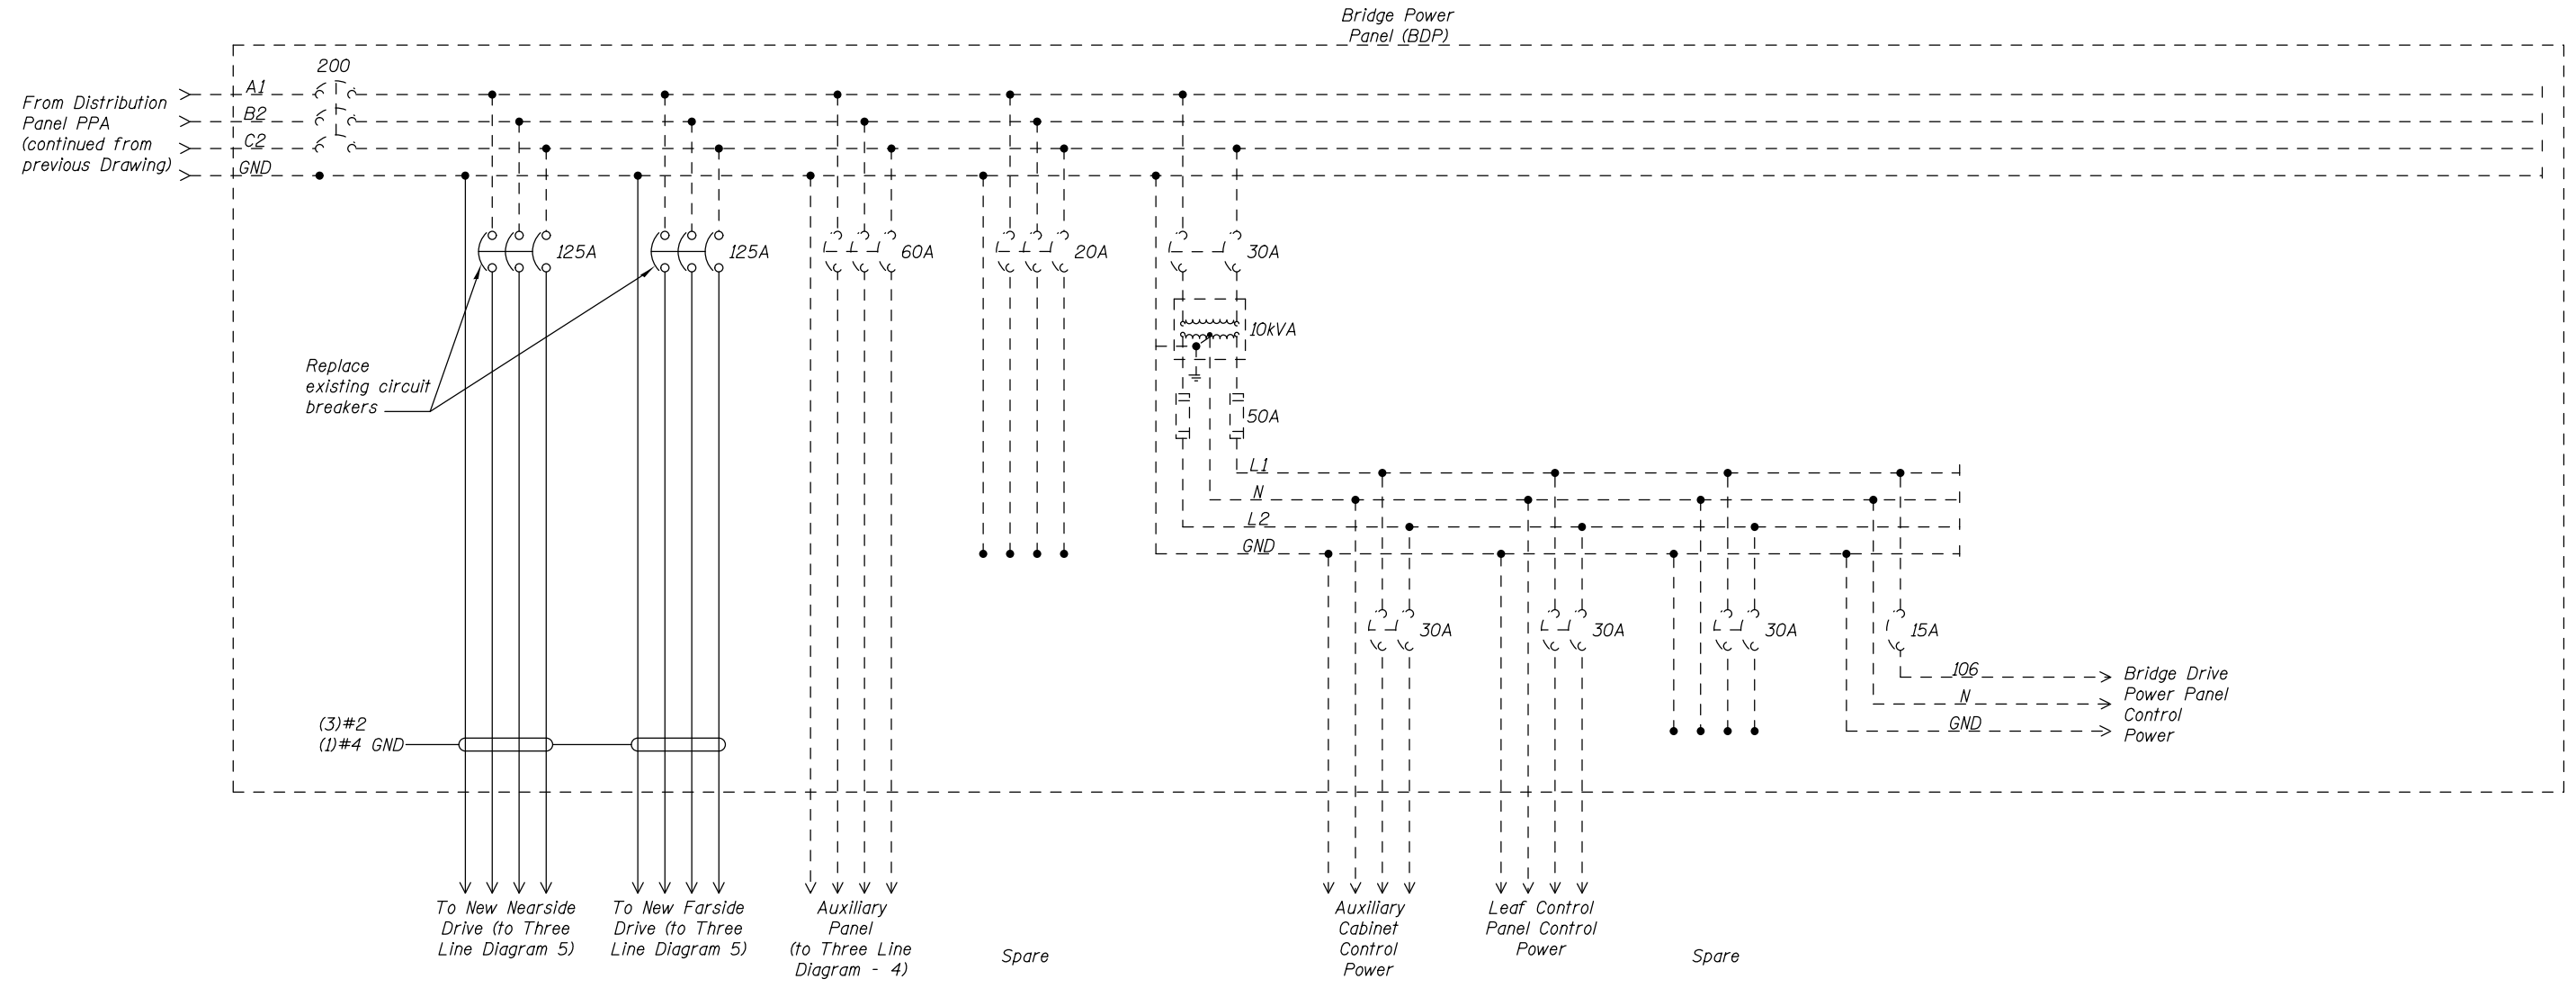 Bridge Power
Panel (BDP)
200
A1
B2
C2
GND
From Distribution
Panel PPA
(continued from
previous Drawing)
125A
125A
60A
20A
30A
10kVA
50A
Replace
existing circuit
breakers
L1
N
L2
GND
30A
30A
30A
15A
106
N
GND
Bridge Drive
Power Panel
Control
Power
(3)#2
(1)#4 GND
To New Nearside
Drive (to Three
Line Diagram 5)
To New Farside
Drive (to Three
Line Diagram 5)
Auxiliary
Panel
(to Three Line
Diagram - 4)
Spare
Auxiliary
Cabinet
Control
Power
Leaf Control
Panel Control
Power
Spare